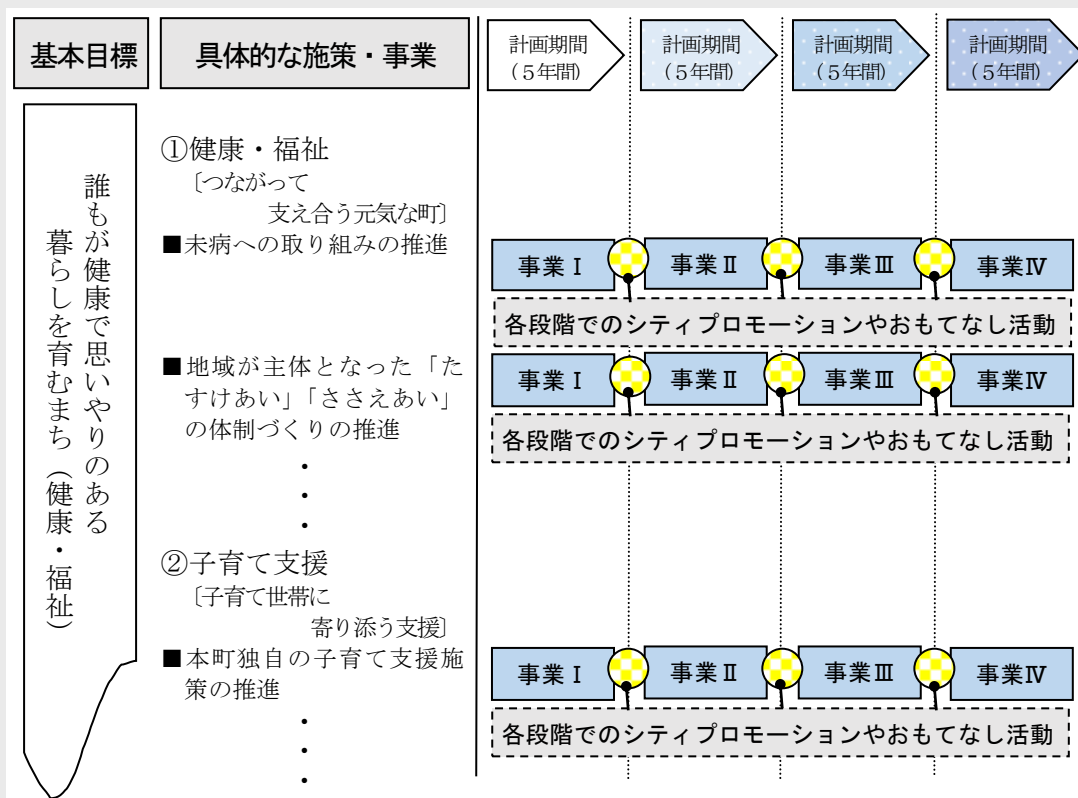 基本目標
具体的な施策・事業
計画期間
(5年間)
計画期間
(5年間)
計画期間
(5年間)
計画期間
(5年間)
誰もが健康で思いやりのある
暮らしを育むまち(健康・福祉)
①健康・福祉
〔つながって
支え合う元気な町〕
■未病への取り組みの推進
事業Ⅰ
事業Ⅱ
事業Ⅲ
事業Ⅳ
各段階でのシティプロモーションやおもてなし活動
■地域が主体となった「た
すけあい」「ささえあい」
の体制づくりの推進
・
・
・
事業Ⅰ
事業Ⅱ
事業Ⅲ
事業Ⅳ
各段階でのシティプロモーションやおもてなし活動
②子育て支援
〔子育て世帯に
寄り添う支援〕
■本町独自の子育て支援施
策の推進
・
・
・
事業Ⅰ
事業Ⅱ
事業Ⅲ
事業Ⅳ
各段階でのシティプロモーションやおもてなし活動